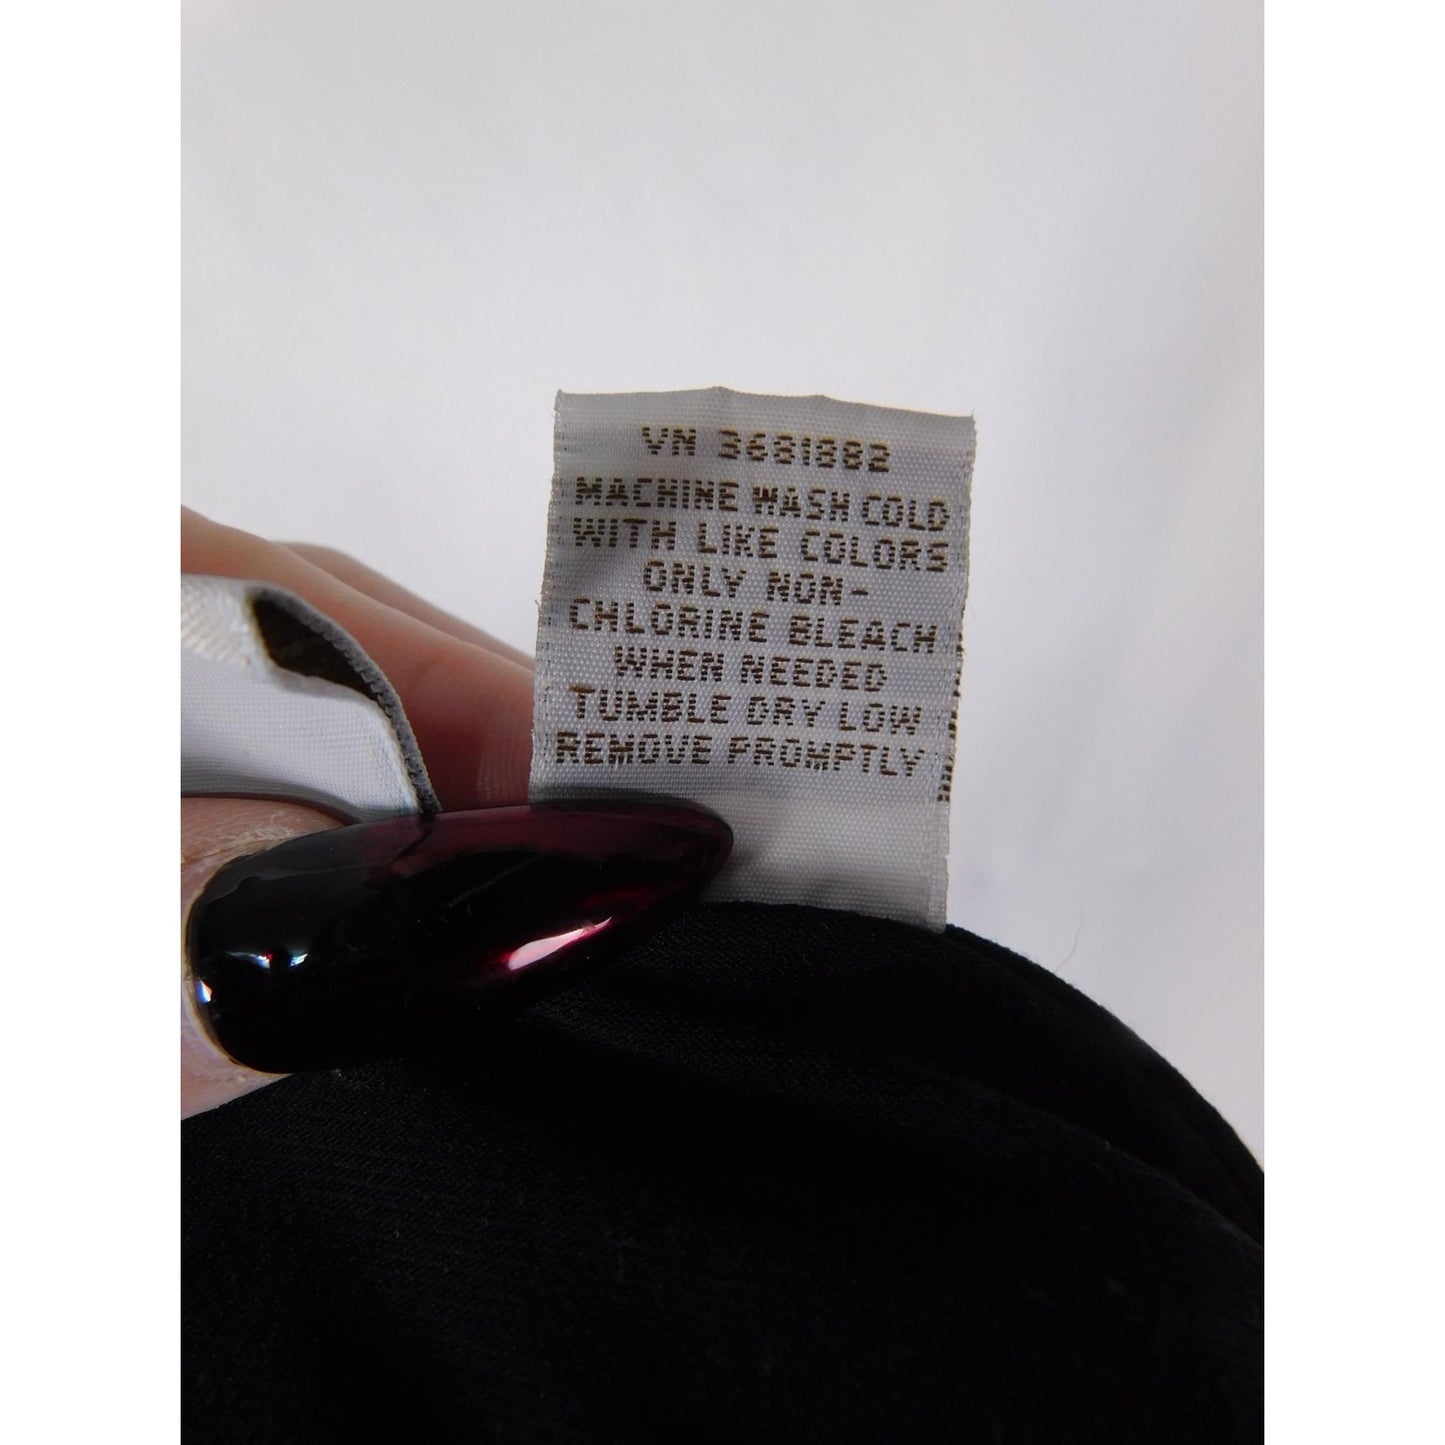 VN 3681882
MACHINE WASH COLD
WITH LIKE COLORS
ONLY NON-
CHLORINE BLEACH
WHEN NEEDED
TUMBLE DRY LOW
REMOVE PROMPTLY